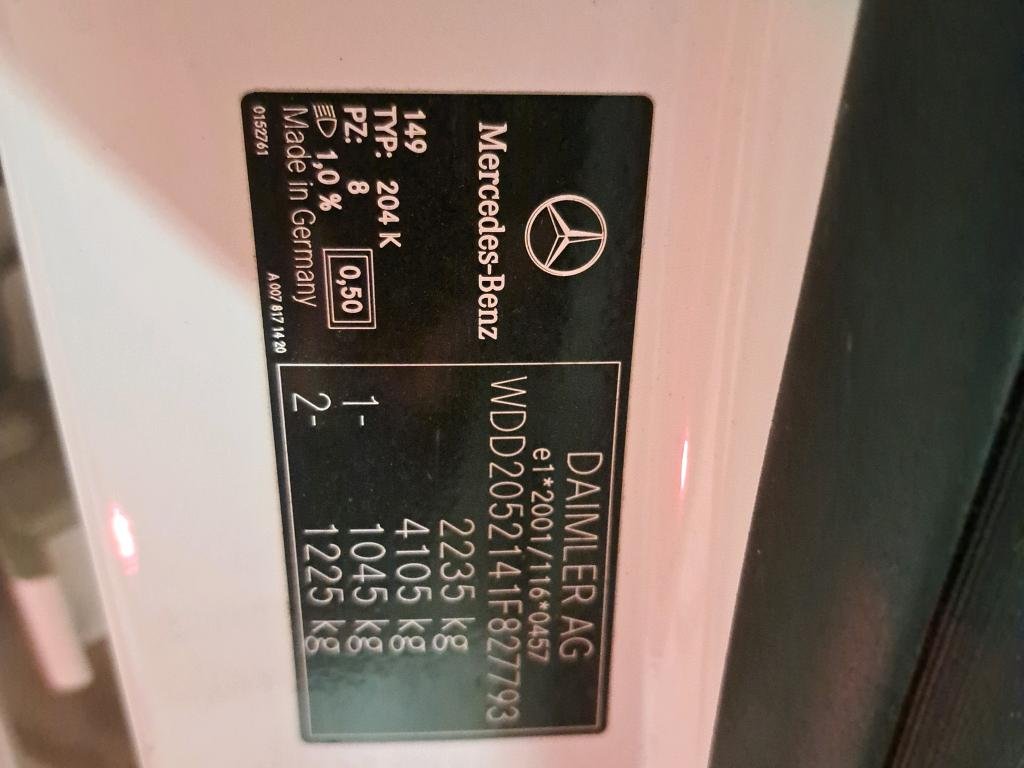 Mercedes-Benz
149
TYP: 204 K
PZ: 8
0,50
1,0 %
Made in Germany
0152761
A 007 817 14 20
DAIMLER AG
e1*2001/116*0457
WDD2052141F827793
2235 kg
4105 kg
1- 1045 kg
2- 1225 kg